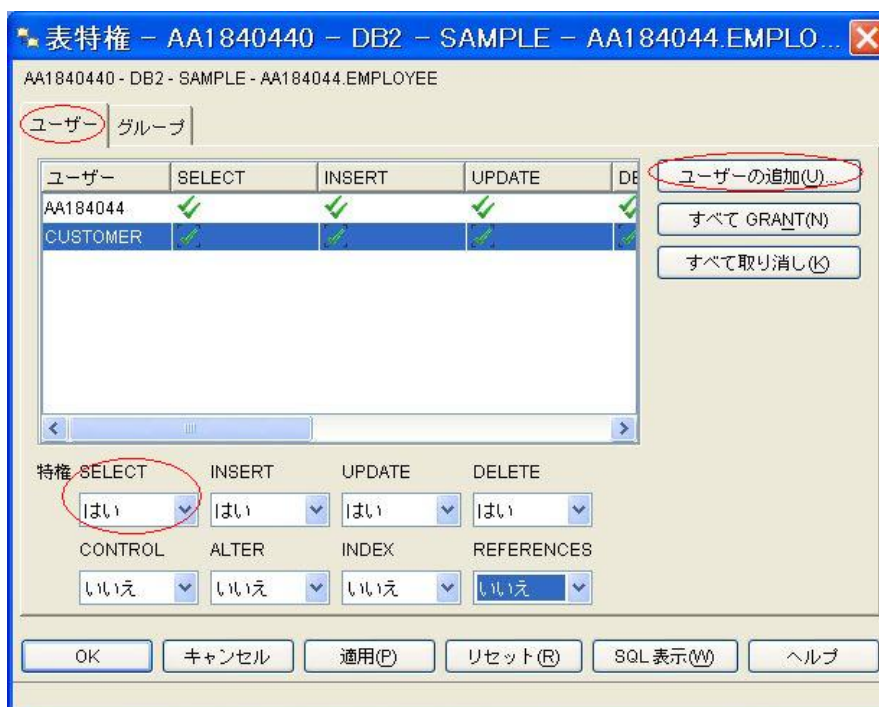 表特権 - AA1840440 - DB2 - SAMPLE - AA184044.EMPLO...
AA1840440 - DB2 - SAMPLE - AA184044.EMPLOYEE
ユーザー グループ
ユーザー SELECT INSERT UPDATE DE
AA184044
CUSTOMER
ユーザーの追加(U)...
すべて GRANT(N)
すべて取り消し(K)
特権 SELECT INSERT UPDATE DELETE
はい はい はい はい
CONTROL ALTER INDEX REFERENCES
いいえ いいえ いいえ いいえ
OK キャンセル 適用(P) リセット(R) SQL 表示(W) ヘルプ